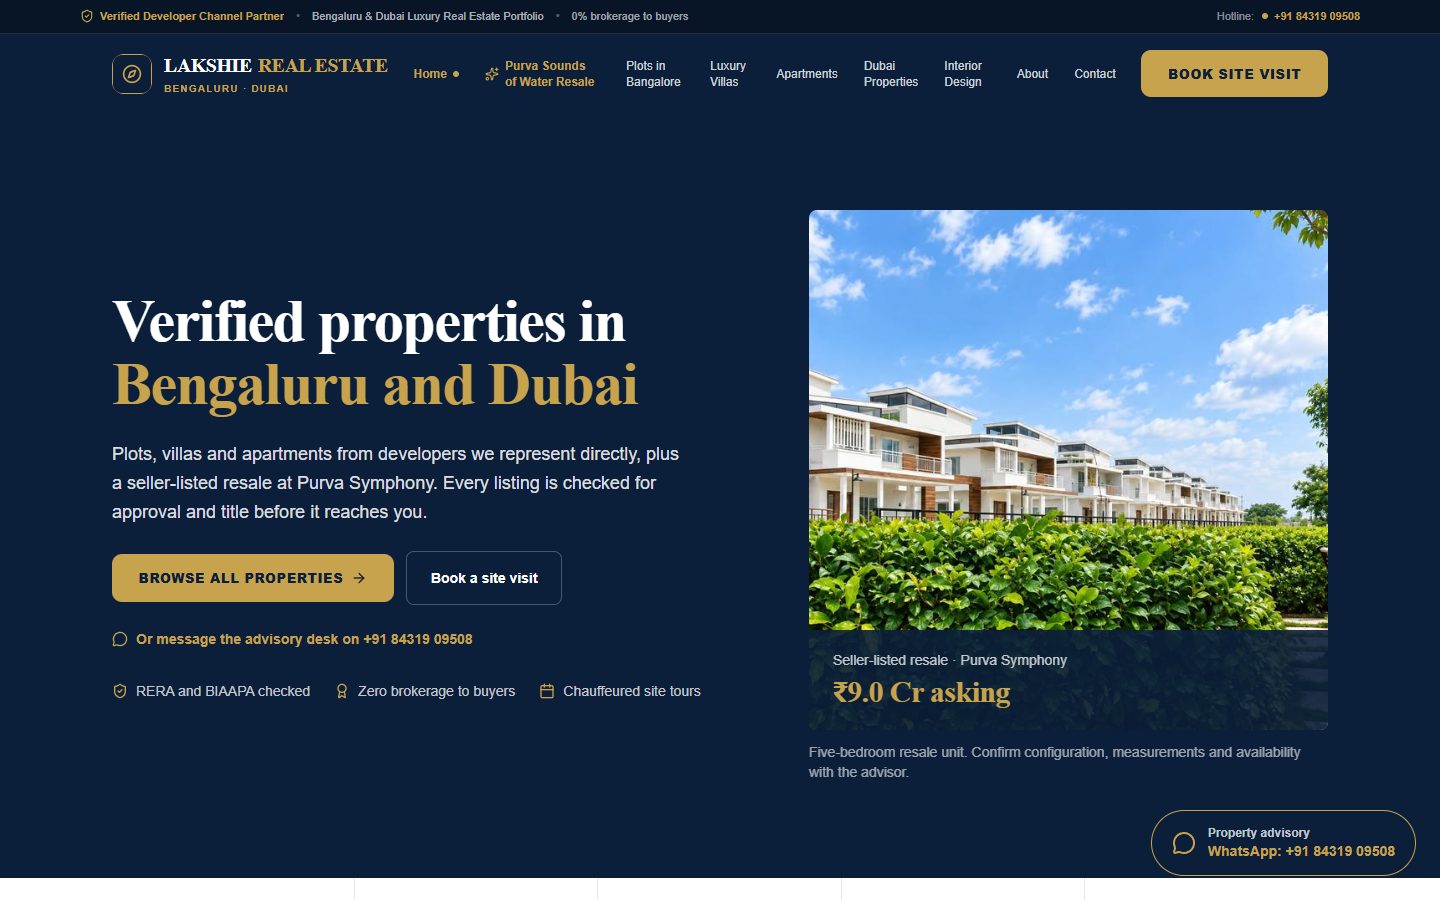 Verified Developer Channel Partner • Bengaluru & Dubai Luxury Real Estate Portfolio • 0% brokerage to buyers
Hotline: • +91 84319 09508
LAKSHIE REAL ESTATE
BENGALURU · DUBAI
Home
Purva Sounds
of Water Resale
Plots in
Bangalore
Luxury
Villas
Apartments
Dubai
Properties
Interior
Design
About
Contact
BOOK SITE VISIT
Verified properties in
Bengaluru and Dubai
Plots, villas and apartments from developers we represent directly, plus
a seller-listed resale at Purva Symphony. Every listing is checked for
approval and title before it reaches you.
BROWSE ALL PROPERTIES →
Book a site visit
Or message the advisory desk on +91 84319 09508
RERA and BIAAPA checked
Zero brokerage to buyers
Chauffeured site tours
Seller-listed resale · Purva Symphony
₹9.0 Cr asking
Five-bedroom resale unit. Confirm configuration, measurements and availability
with the advisor.
Property advisory
WhatsApp: +91 84319 09508